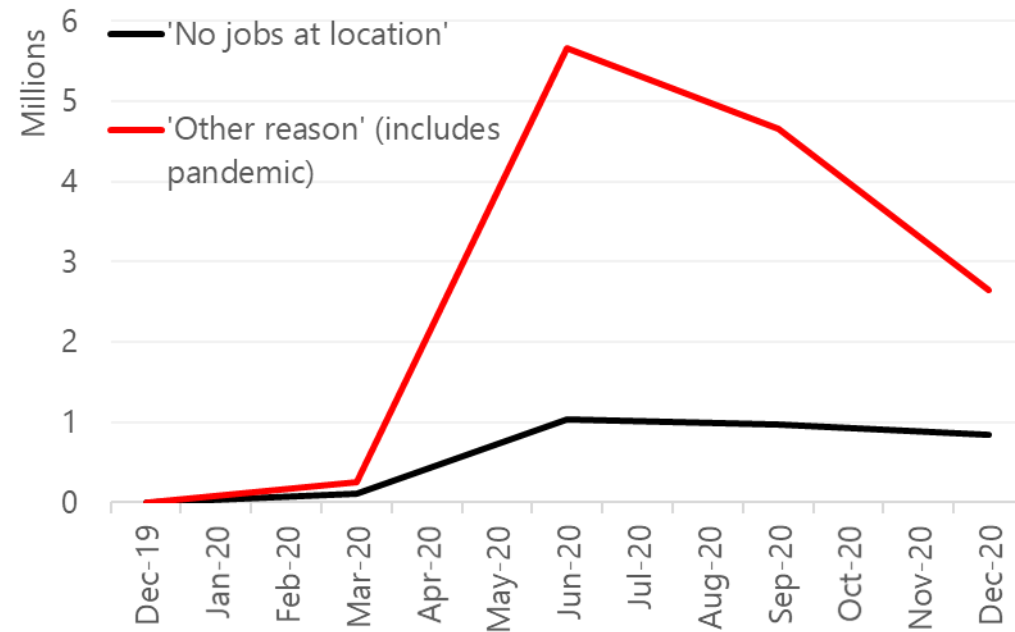 Millions
6
5
4
3
2
1
0
'No jobs at location'
'Other reason' (includes
pandemic)
Dec-19
Jan-20
Feb-20
Mar-20
Apr-20
May-20
Jun-20
Jul-20
Aug-20
Sep-20
Oct-20
Nov-20
Dec-20